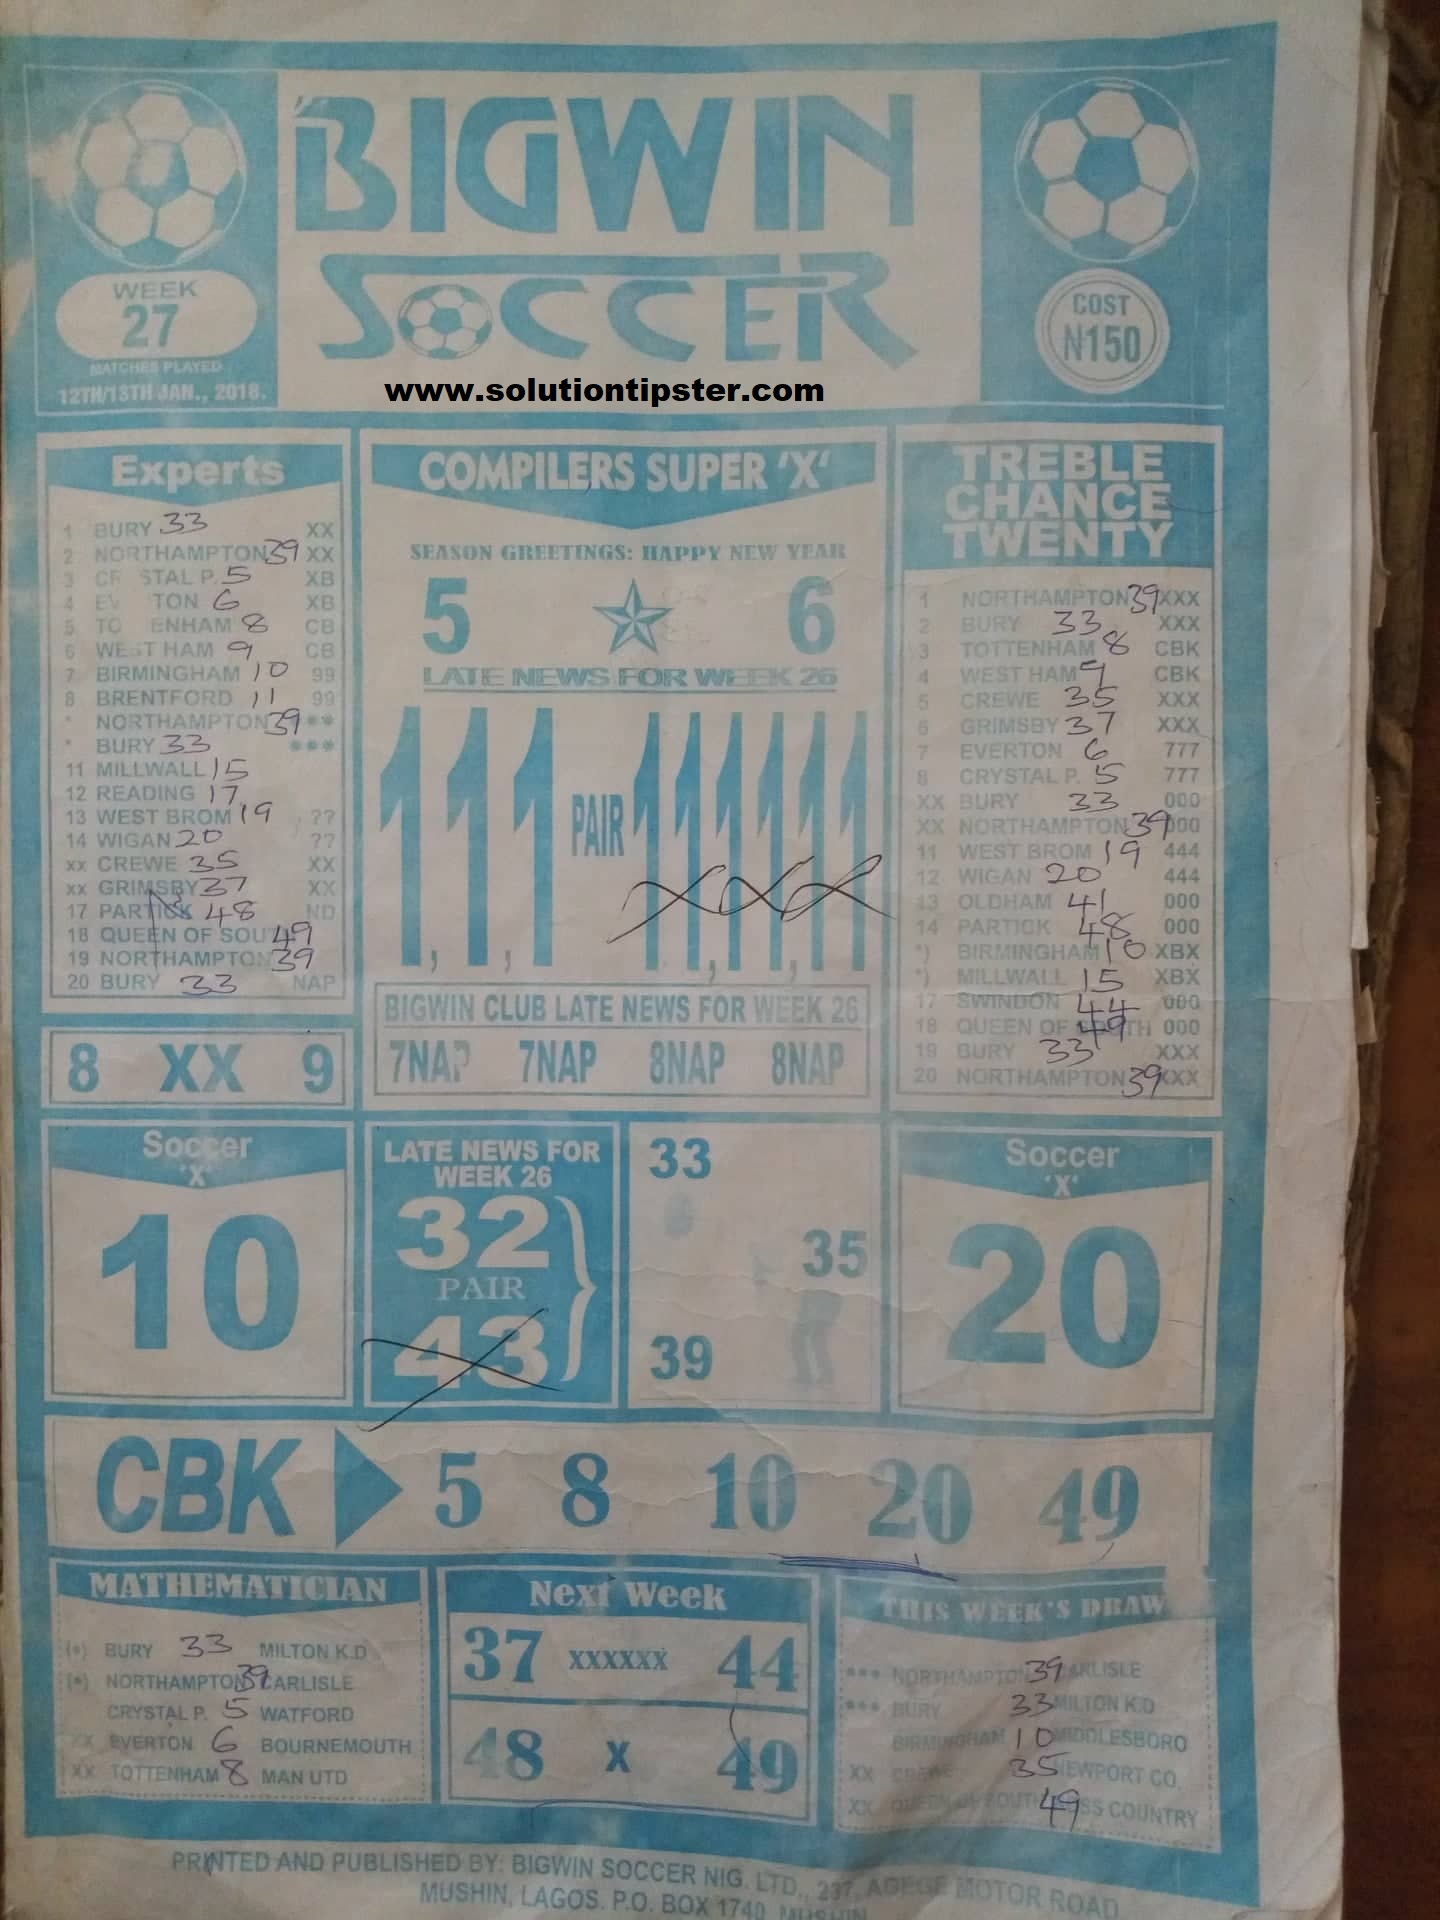 BIGWIN
SOCCER
WEEK
27
MATCHES PLAYED
12TH/13TH JAN., 2018.
COST
N150
www.solutiontipster.com
Experts
1 BURY 33 XX
2 NORTHAMPTON 39 XX
3 CR STAL P. 5 XB
4 EV TON 6 XB
5 TO ENHAM 8 CB
6 WEST HAM 9 CB
7 BIRMINGHAM 10 99
8 BRENTFORD 11 99
* NORTHAMPTON 39 **
* BURY 33 ***
11 MILLWALL 15
12 READING 17
13 WEST BROM 19 ??
14 WIGAN 20 ??
xx CREWE 35 XX
xx GRIMSBY 37 XX
17 PARTICK 48 ND
18 QUEEN OF SOUTH 49
19 NORTHAMPTON 39
20 BURY 33 NAP
8 XX 9
COMPILERS SUPER 'X'
SEASON GREETINGS: HAPPY NEW YEAR
5 6
LATE NEWS FOR WEEK 26
1,1,1 PAIR 11,11,11
XXX
BIGWIN CLUB LATE NEWS FOR WEEK 26
7NAP 7NAP 8NAP 8NAP
TREBLE
CHANCE
TWENTY
1 NORTHAMPTON 39 XXX
2 BURY 33 XXX
3 TOTTENHAM 8 CBK
4 WEST HAM 9 CBK
5 CREWE 35 XXX
6 GRIMSBY 37 XXX
7 EVERTON 6 777
8 CRYSTAL P. 5 777
XX BURY 33 000
XX NORTHAMPTON 39 000
11 WEST BROM 19 444
12 WIGAN 20 444
13 OLDHAM 41 000
14 PARTICK 48 000
*) BIRMINGHAM 10 XBX
*) MILLWALL 15 XBX
17 SWINDON 44 000
18 QUEEN OF SOUTH 49 000
19 BURY 33 XXX
20 NORTHAMPTON 39 XXX
Soccer
'X'
10
LATE NEWS FOR
WEEK 26
32
PAIR
43
33
35
39
Soccer
'X'
20
CBK 5 8 10 20 49
MATHEMATICIAN
(*) BURY 33 MILTON K.D
(*) NORTHAMPTON 39 CARLISLE
CRYSTAL P. 5 WATFORD
XX EVERTON 6 BOURNEMOUTH
XX TOTTENHAM 8 MAN UTD
Next Week
37 XXXXXX 44
48 X 49
THIS WEEK'S DRAW
*** NORTHAMPTON 39 CARLISLE
*** BURY 33 MILTON K.D
BIRMINGHAM 10 MIDDLESBORO
XX CREWE 35 NEWPORT CO.
XX QUEEN OF SOUTH 49 SS COUNTRY
PRINTED AND PUBLISHED BY: BIGWIN SOCCER NIG. LTD., 237, AGEGE MOTOR ROAD
MUSHIN, LAGOS. P.O. BOX 1740, MUSHIN